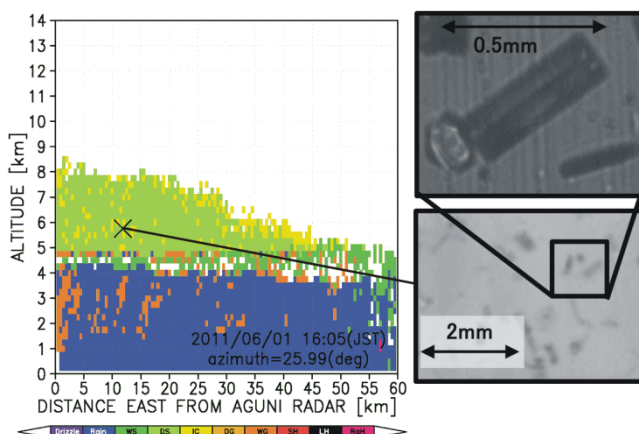 14
13
12
11
10
9
8
7
6
5
4
3
2
1
0
ALTITUDE [km]
2011/06/01 16:05(JST)
azimuth=25.99(deg)
0 5 10 15 20 25 30 35 40 45 50 55 60
DISTANCE EAST FROM AGUNI RADAR [km]
Drizzle Rain WS DS IC DG WG SH LH RaH
0.5mm
2mm